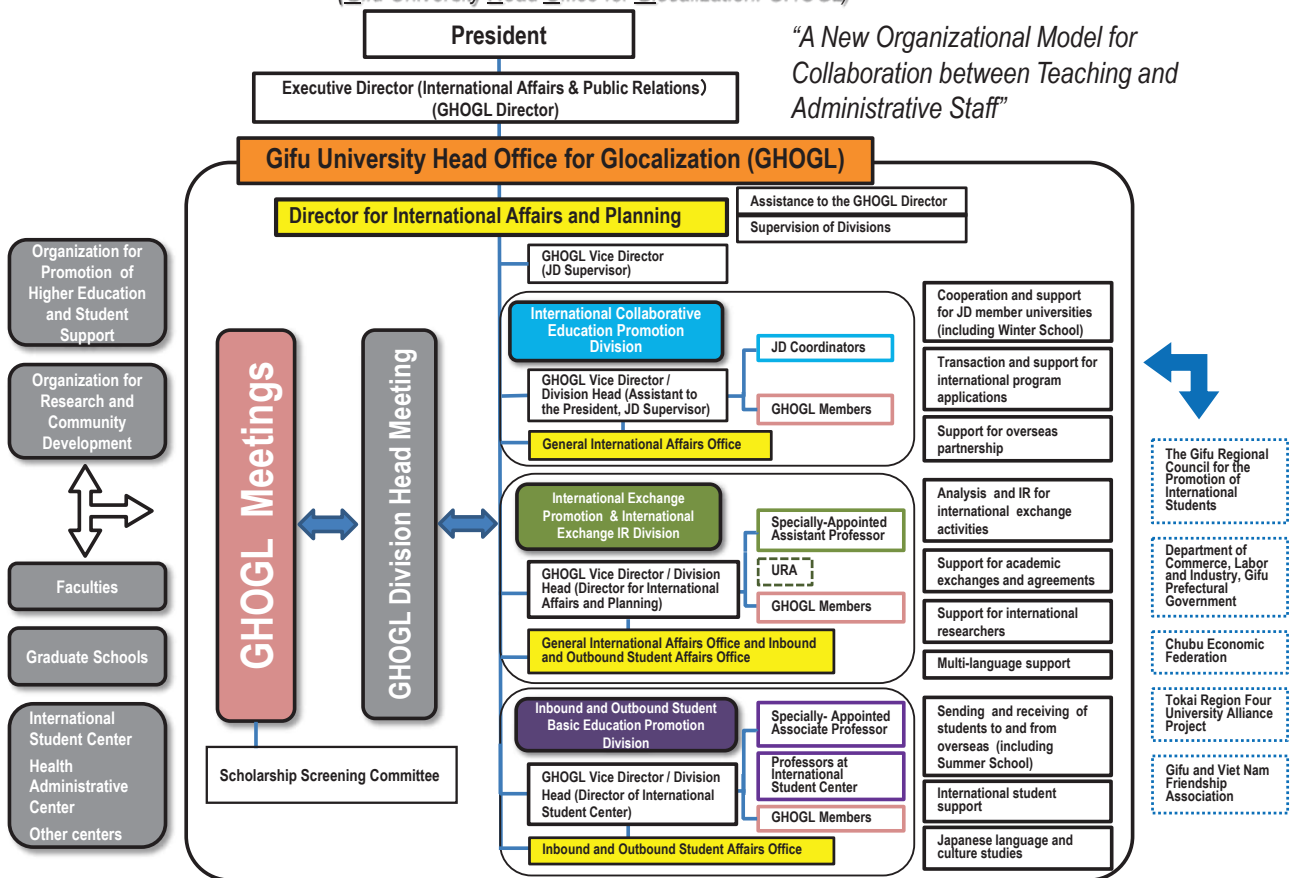 (Gifu University Head Office for Glocalization: GHOGL)
President
“A New Organizational Model for
Collaboration between Teaching and
Administrative Staff”
Executive Director (International Affairs & Public Relations）
(GHOGL Director)
Gifu University Head Office for Glocalization (GHOGL)
Director for International Affairs and Planning
Assistance to the GHOGL Director
Supervision of Divisions
GHOGL Vice Director
(JD Supervisor)
Organization for
Promotion of
Higher Education
and Student
Support
Organization for
Research and
Community
Development
Faculties
Graduate Schools
International
Student Center
Health
Administrative
Center
Other centers
GHOGL Meetings
GHOGL Division Head Meeting
Scholarship Screening Committee
International Collaborative
Education Promotion
Division
GHOGL Vice Director /
Division Head (Assistant to
the President, JD Supervisor)
General International Affairs Office
JD Coordinators
GHOGL Members
Cooperation and support
for JD member universities
(including Winter School)
Transaction and support for
international program
applications
Support for overseas
partnership
International Exchange
Promotion & International
Exchange IR Division
GHOGL Vice Director / Division
Head (Director for International
Affairs and Planning)
General International Affairs Office and Inbound
and Outbound Student Affairs Office
Specially-Appointed
Assistant Professor
URA
GHOGL Members
Analysis and IR for
international exchange
activities
Support for academic
exchanges and agreements
Support for international
researchers
Multi-language support
Inbound and Outbound Student
Basic Education Promotion
Division
GHOGL Vice Director / Division
Head (Director of International
Student Center)
Inbound and Outbound Student Affairs Office
Specially- Appointed
Associate Professor
Professors at
International
Student Center
GHOGL Members
Sending and receiving of
students to and from
overseas (including
Summer School)
International student
support
Japanese language and
culture studies
The Gifu Regional
Council for the
Promotion of
International
Students
Department of
Commerce, Labor
and Industry, Gifu
Prefectural
Government
Chubu Economic
Federation
Tokai Region Four
University Alliance
Project
Gifu and Viet Nam
Friendship
Association